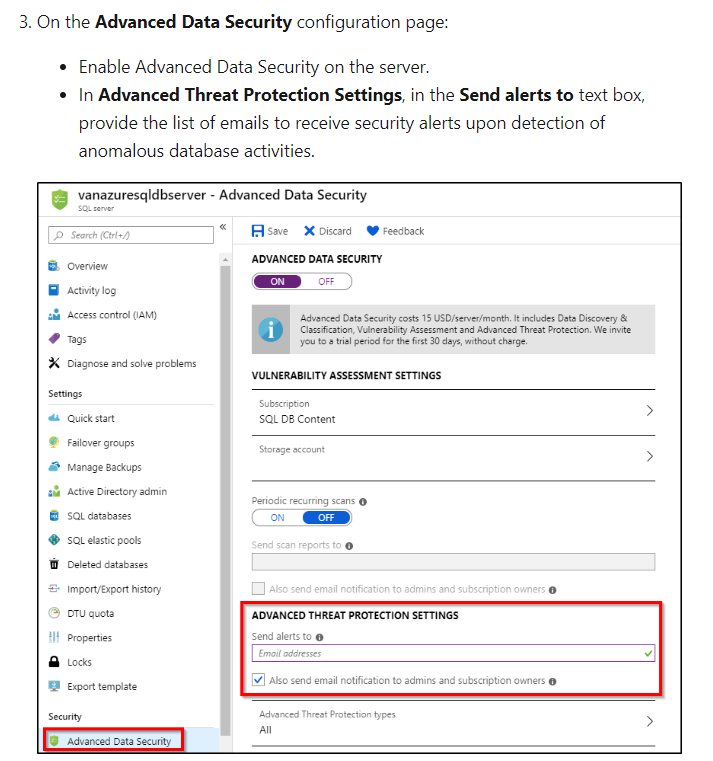 3. On the Advanced Data Security configuration page:
• Enable Advanced Data Security on the server.
• In Advanced Threat Protection Settings, in the Send alerts to text box,
provide the list of emails to receive security alerts upon detection of
anomalous database activities.
vanazuresqldbserver - Advanced Data Security
SQL server
Search (Ctrl+/)
«
Overview
Activity log
Access control (IAM)
Tags
Diagnose and solve problems
Settings
Quick start
Failover groups
Manage Backups
Active Directory admin
SQL databases
SQL elastic pools
Deleted databases
Import/Export history
DTU quota
Properties
Locks
Export template
Security
Advanced Data Security
Save Discard Feedback
ADVANCED DATA SECURITY
ON OFF
Advanced Data Security costs 15 USD/server/month. It includes Data Discovery &
Classification, Vulnerability Assessment and Advanced Threat Protection. We invite
you to a trial period for the first 30 days, without charge.
VULNERABILITY ASSESSMENT SETTINGS
Subscription
SQL DB Content
Storage account
Periodic recurring scans
ON OFF
Send scan reports to
Also send email notification to admins and subscription owners
ADVANCED THREAT PROTECTION SETTINGS
Send alerts to
Email addresses
Also send email notification to admins and subscription owners
Advanced Threat Protection types
All